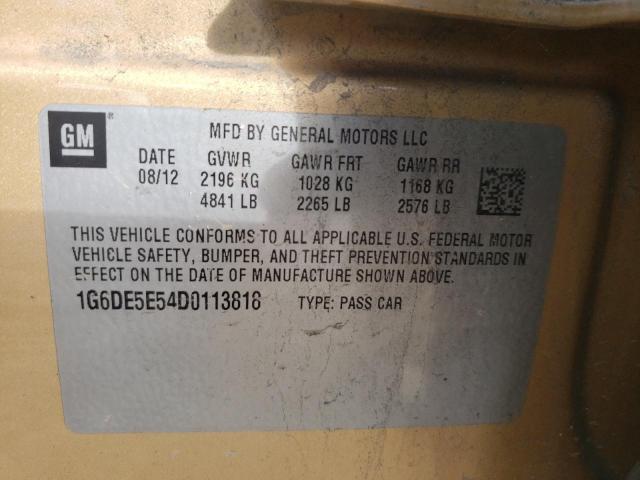 GM ®
MFD BY GENERAL MOTORS LLC
DATE GVWR GAWR FRT GAWR RR
08/12 2196 KG 1028 KG 1168 KG
4841 LB 2265 LB 2576 LB
THIS VEHICLE CONFORMS TO ALL APPLICABLE U.S. FEDERAL MOTOR
VEHICLE SAFETY, BUMPER, AND THEFT PREVENTION STANDARDS IN
EFFECT ON THE DATE OF MANUFACTURE SHOWN ABOVE.
1G6DE5E54D0113818 TYPE: PASS CAR